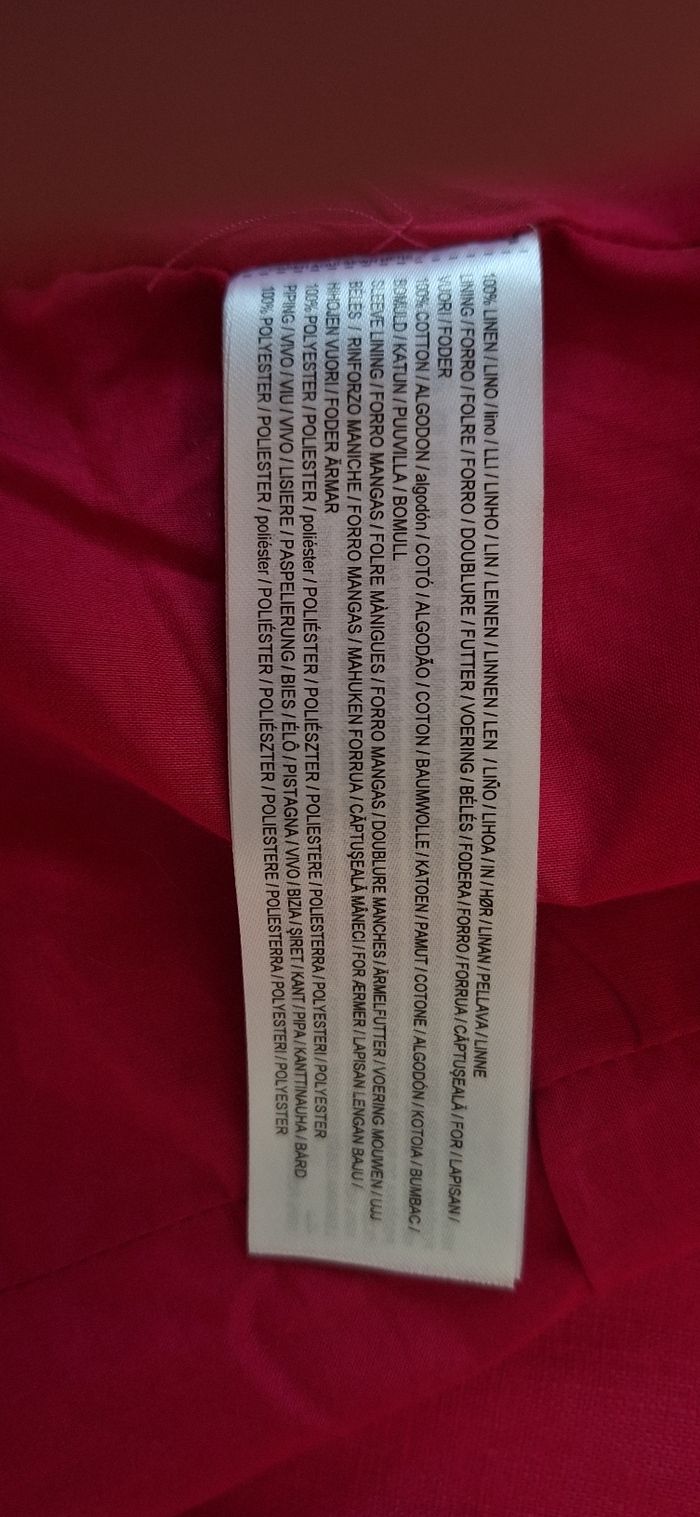 100% LINEN / LINO / lino / LLI / LINHO / LIN / LEINEN / LINNEN / LEN / LIÑO / LIHOA / IN / HØR / LINAN / PELLAVA / LINNE
LINING / FORRO / FOLRE / FORRO / DOUBLURE / FUTTER / VOERING / BÉLÉS / FODERA / FORRO / FORRUA / CĂPTUŞEALĂ / FOR / LAPISAN /
VUORI / FODER
100% COTTON / ALGODON / algodón / COTÓ / ALGODÃO / COTON / BAUMWOLLE / KATOEN / PAMUT / COTONE / ALGODÓN / KOTOIA / BUMBAC /
BOMULD / KATUN / PUUVILLA / BOMULL
SLEEVE LINING / FORRO MANGAS / FOLRE MÀNIGUES / FORRO MANGAS / DOUBLURE MANCHES / ÄRMELFUTTER / VOERING MOUWEN / UJJ
BÉLÉS / RINFORZO MANICHE / FORRO MANGAS / MAHUKEN FORRUA / CĂPTUŞEALĂ MÂNECI / FOR ÆRMER / LAPISAN LENGAN BAJU /
HIHOJEN VUORI / FODER ÄRMAR
100% POLYESTER / POLIESTER / poliéster / POLIÉSTER / POLIÉSZTER / POLIESTERE / POLIESTERRA / POLYESTERI / POLYESTER
PIPING / VIVO / VIU / VIVO / LISIERE / PASPELIERUNG / BIES / ÉLÔ / PISTAGNA / VIVO / BIZIA / ŞIRET / KANT / PIPA / KANTTINAUHA / BÅRD
100% POLYESTER / POLIESTER / poliéster / POLIÉSTER / POLIÉSZTER / POLIESTERE / POLIESTERRA / POLYESTERI / POLYESTER